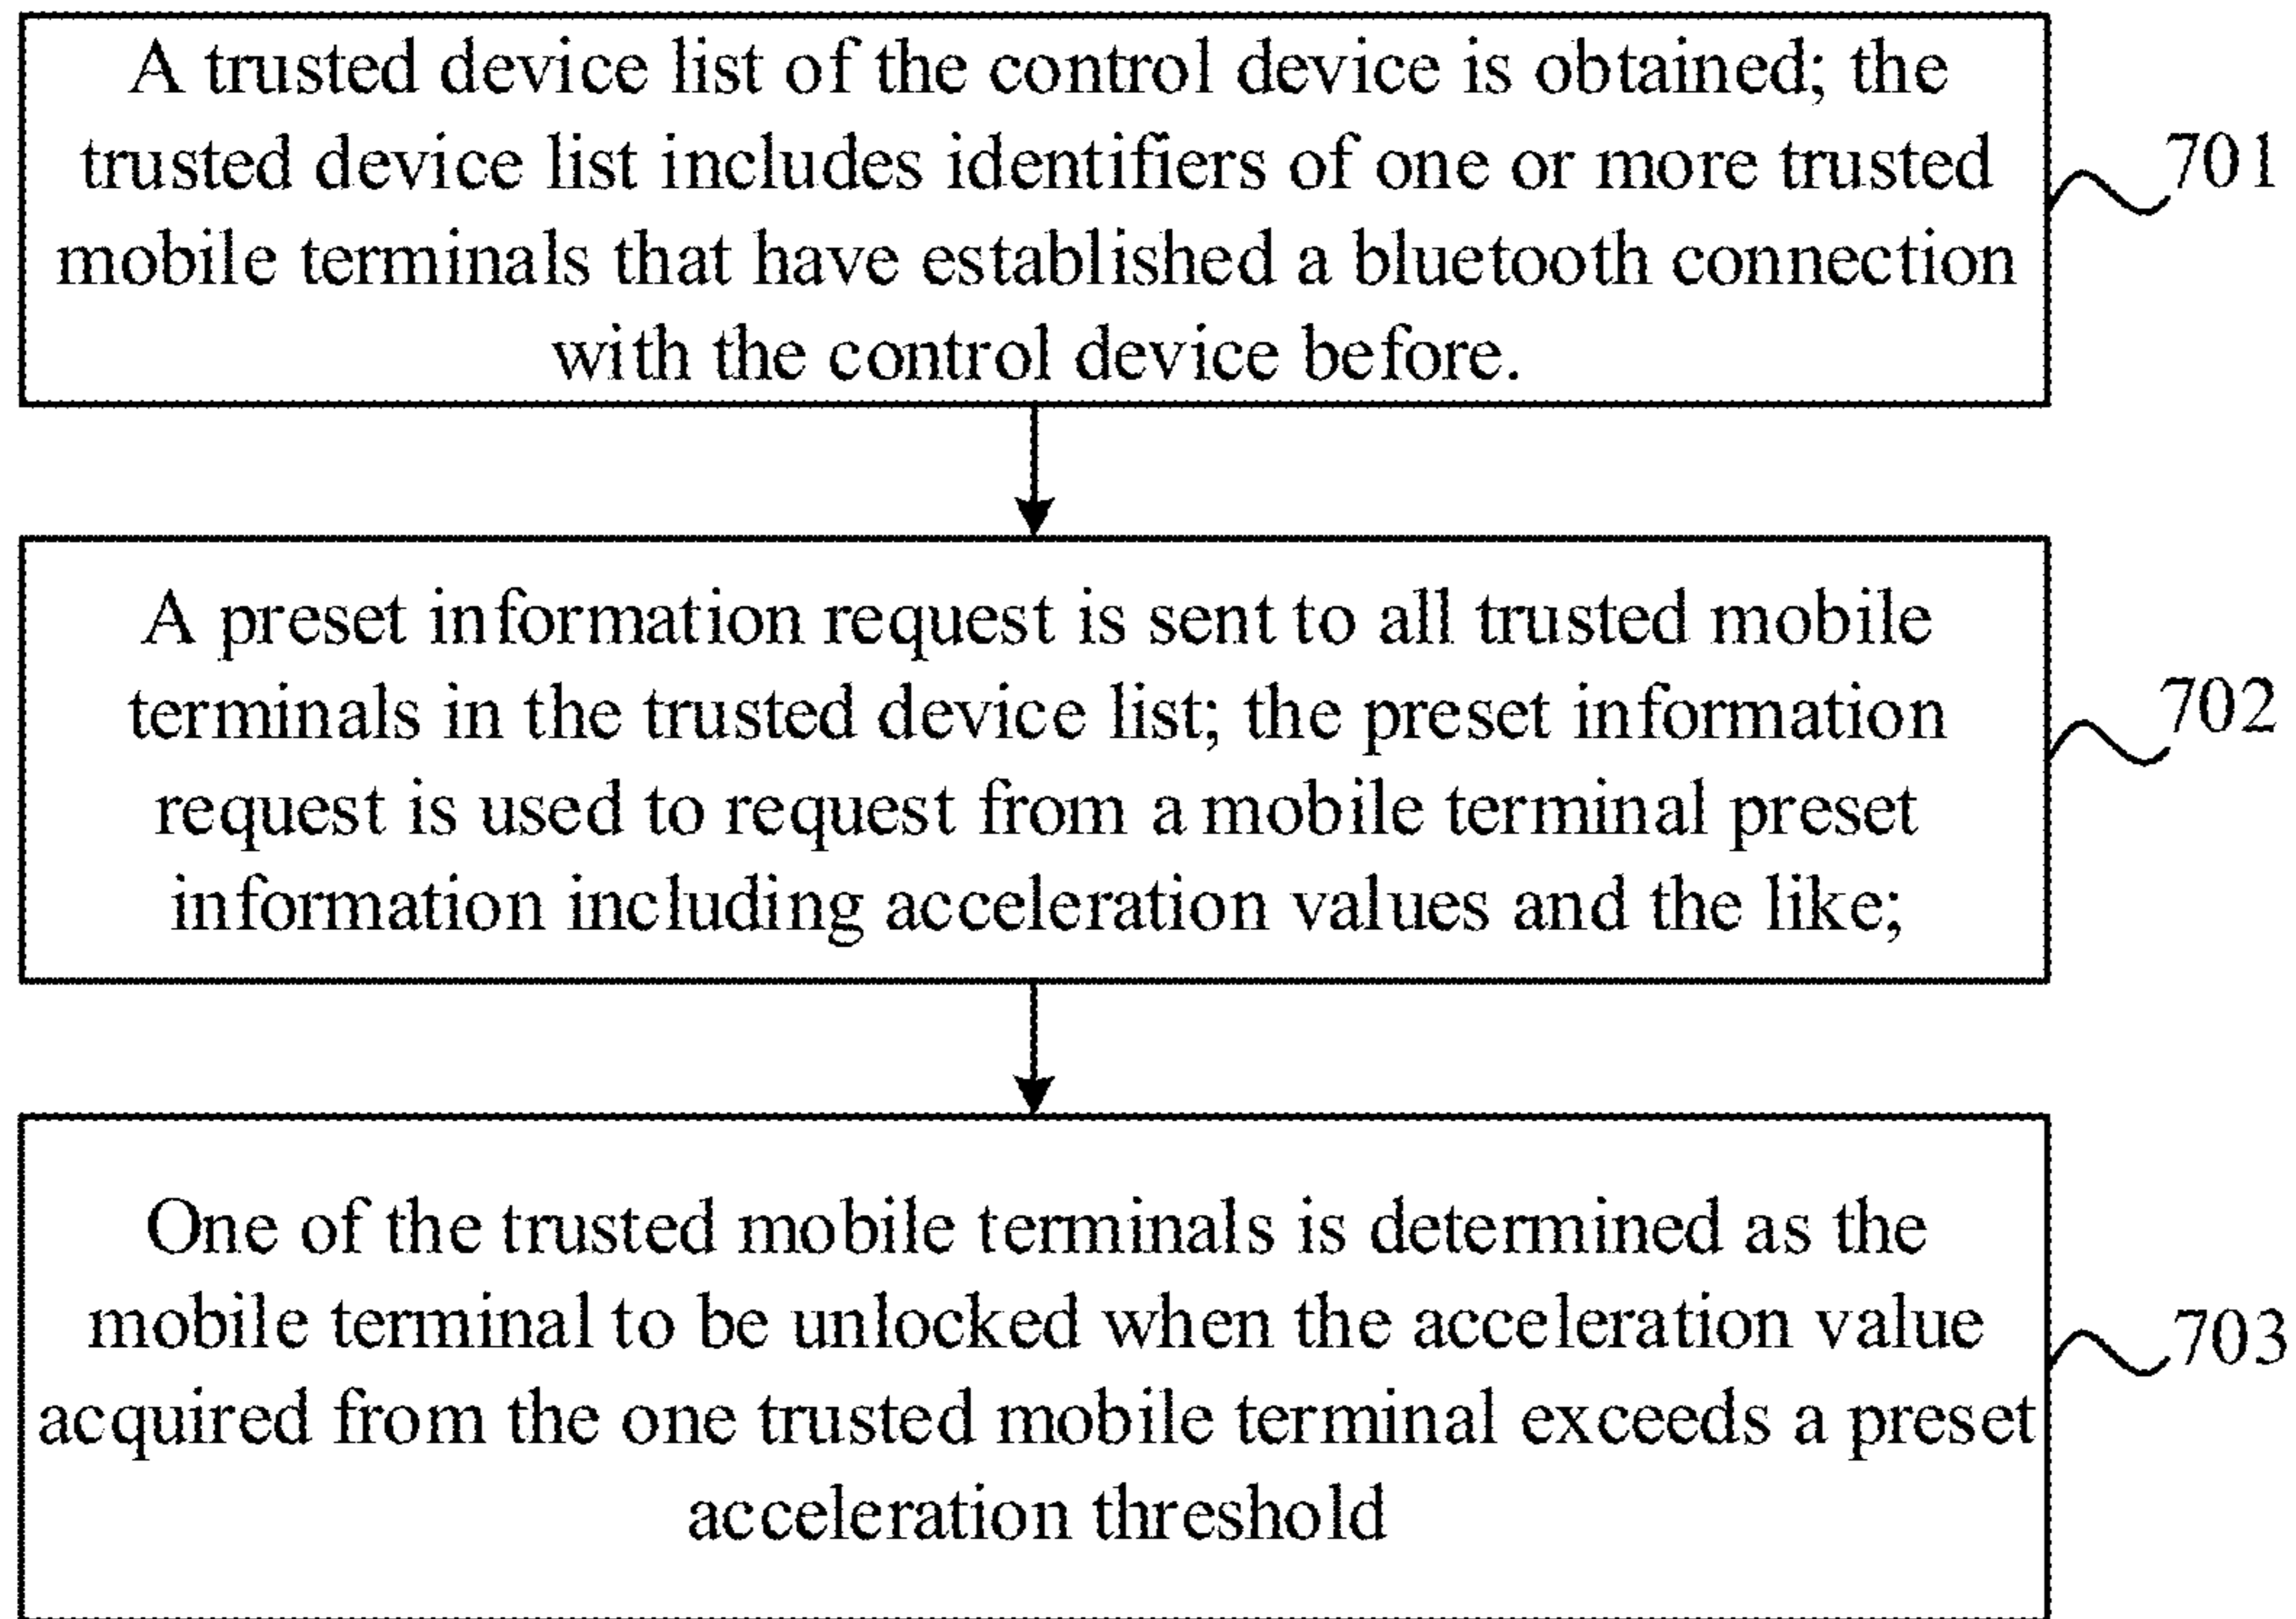 A trusted device list of the control device is obtained; the
trusted device list includes identifiers of one or more trusted
mobile terminals that have established a bluetooth connection
with the control device before.
701
A preset information request is sent to all trusted mobile
terminals in the trusted device list; the preset information
request is used to request from a mobile terminal preset
information including acceleration values and the like;
702
One of the trusted mobile terminals is determined as the
mobile terminal to be unlocked when the acceleration value
acquired from the one trusted mobile terminal exceeds a preset
acceleration threshold
703